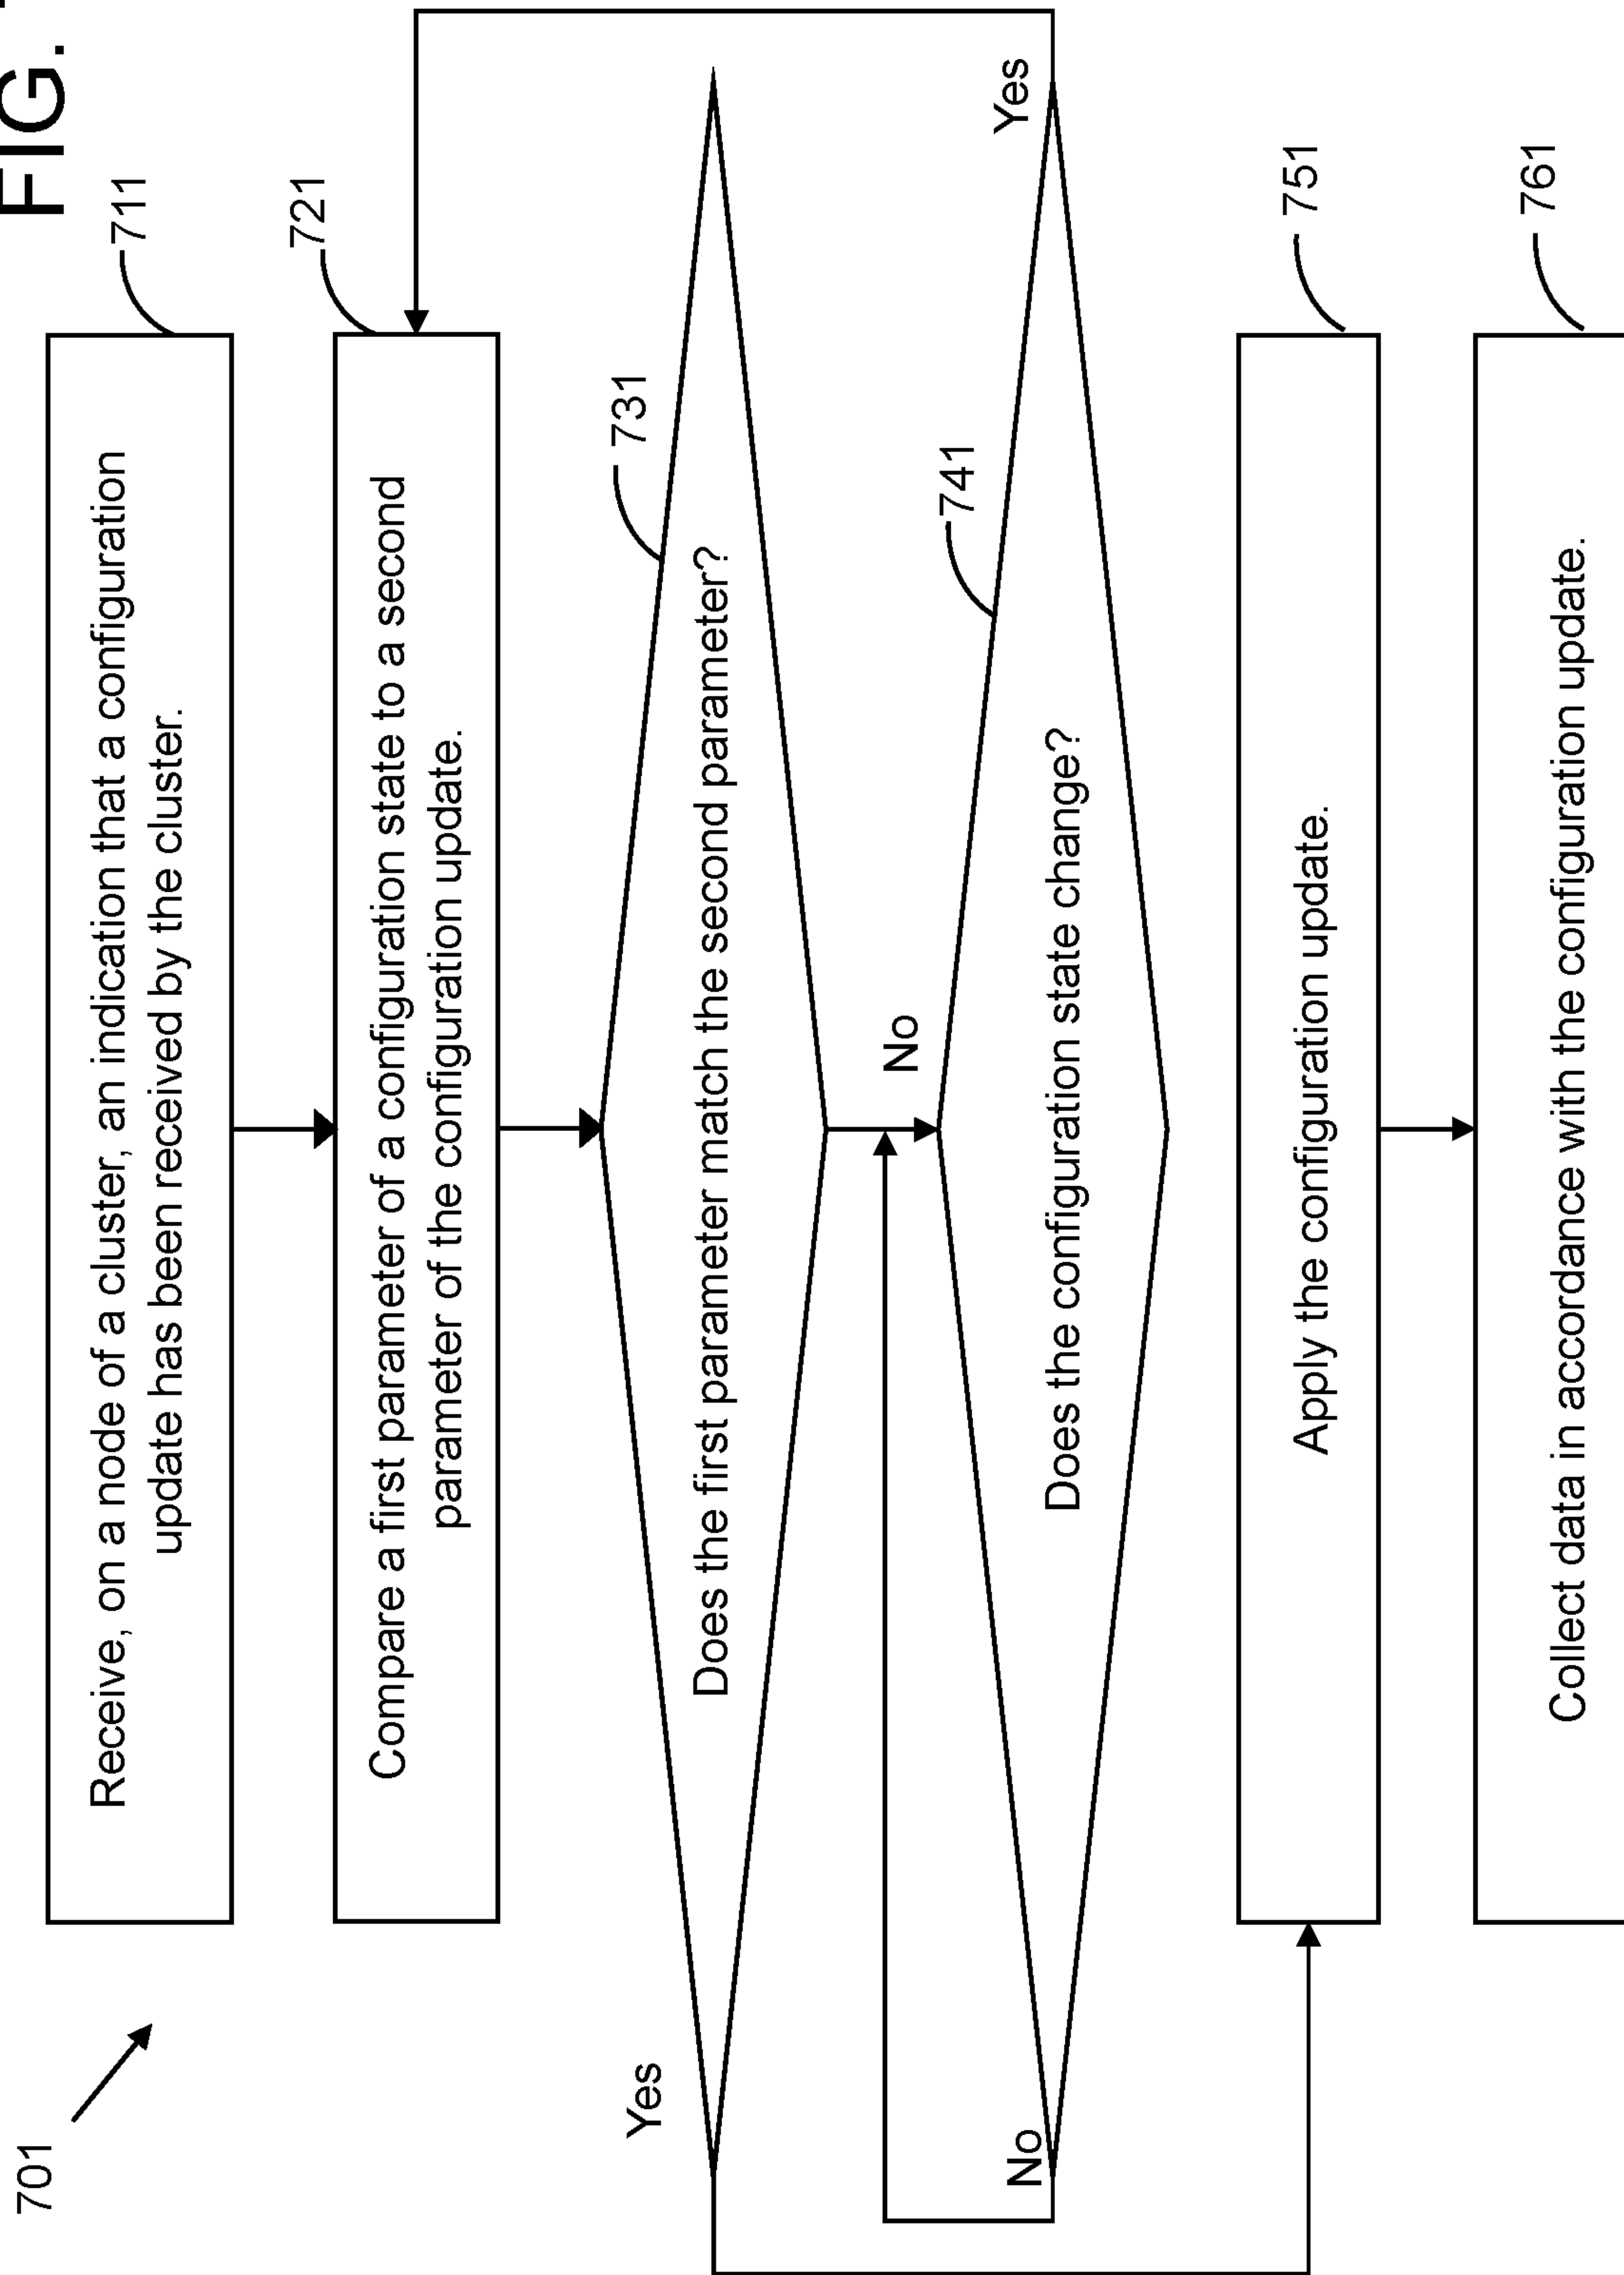 FIG.
701
711
Receive, on a node of a cluster, an indication that a configuration
update has been received by the cluster.
721
Compare a first parameter of a configuration state to a second
parameter of the configuration update.
731
Yes
Does the first parameter match the second parameter?
No
741
Yes
No
Does the configuration state change?
751
Apply the configuration update.
761
Collect data in accordance with the configuration update.